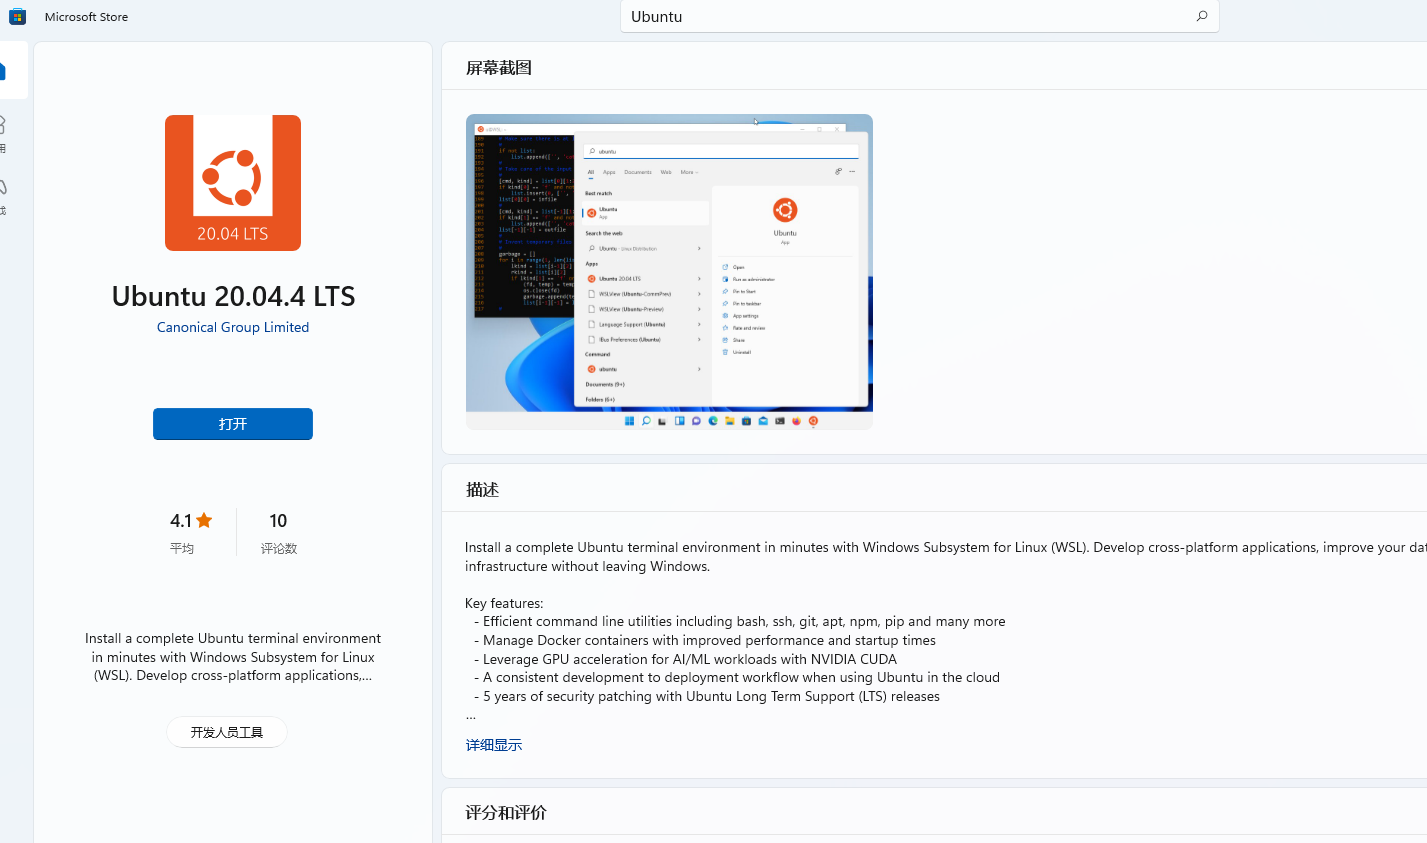 Microsoft Store
Ubuntu
用
戏
20.04 LTS
Ubuntu 20.04.4 LTS
Canonical Group Limited
打开
4.1
平均
10
评论数
Install a complete Ubuntu terminal environment
in minutes with Windows Subsystem for Linux
(WSL). Develop cross-platform applications,...
开发人员工具
屏幕截图
ubuntu
All Apps Documents Web More
Best match
Ubuntu
App
Search the web
Ubuntu - Linux Distribution
Apps
Ubuntu 20.04 LTS
WSLView (Ubuntu-CommPrev)
WSLView (Ubuntu-Preview)
Language Support (Ubuntu)
IBus Preferences (Ubuntu)
Command
ubuntu
Documents (9+)
Folders (6+)
Ubuntu
App
Open
Run as administrator
Pin to Start
Pin to taskbar
App settings
Rate and review
Share
Uninstall
描述
Install a complete Ubuntu terminal environment in minutes with Windows Subsystem for Linux (WSL). Develop cross-platform applications, improve your dat
infrastructure without leaving Windows.
Key features:
- Efficient command line utilities including bash, ssh, git, apt, npm, pip and many more
- Manage Docker containers with improved performance and startup times
- Leverage GPU acceleration for AI/ML workloads with NVIDIA CUDA
- A consistent development to deployment workflow when using Ubuntu in the cloud
- 5 years of security patching with Ubuntu Long Term Support (LTS) releases
...
详细显示
评分和评价